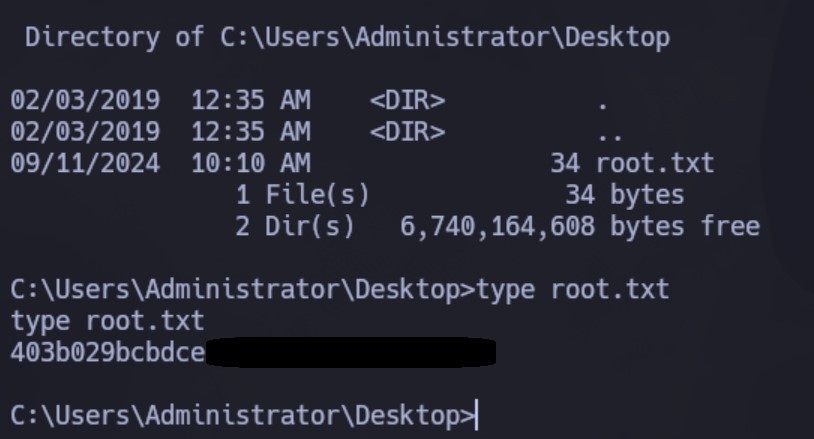 Directory of C:\Users\Administrator\Desktop
02/03/2019  12:35 AM    <DIR>          .
02/03/2019  12:35 AM    <DIR>          ..
09/11/2024  10:10 AM                34 root.txt
1 File(s)             34 bytes
2 Dir(s)   6,740,164,608 bytes free
C:\Users\Administrator\Desktop>type root.txt
type root.txt
403b029bcbdce
C:\Users\Administrator\Desktop>